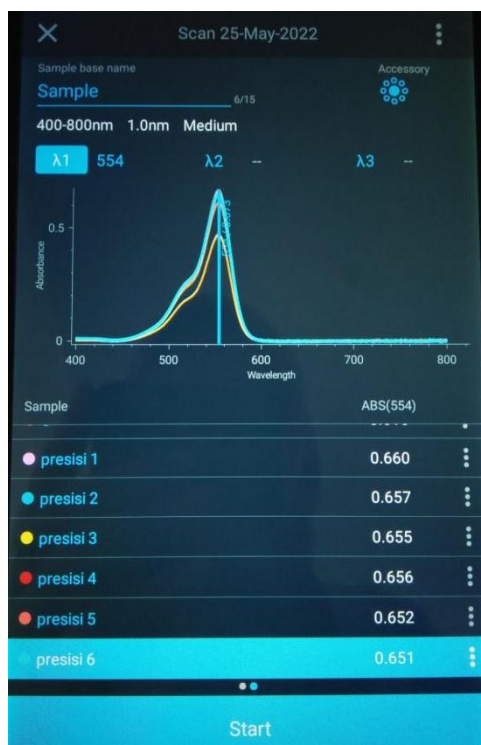 Scan 25-May-2022
Sample base name
Accessory
Sample
6/15
400-800nm 1.0nm Medium
λ1 554 λ2 -- λ3 --
0.5
0
Absorbance
400 500 600 700 800
Wavelength
Sample ABS(554)
presisi 1 0.660
presisi 2 0.657
presisi 3 0.655
presisi 4 0.656
presisi 5 0.652
presisi 6 0.651
Start